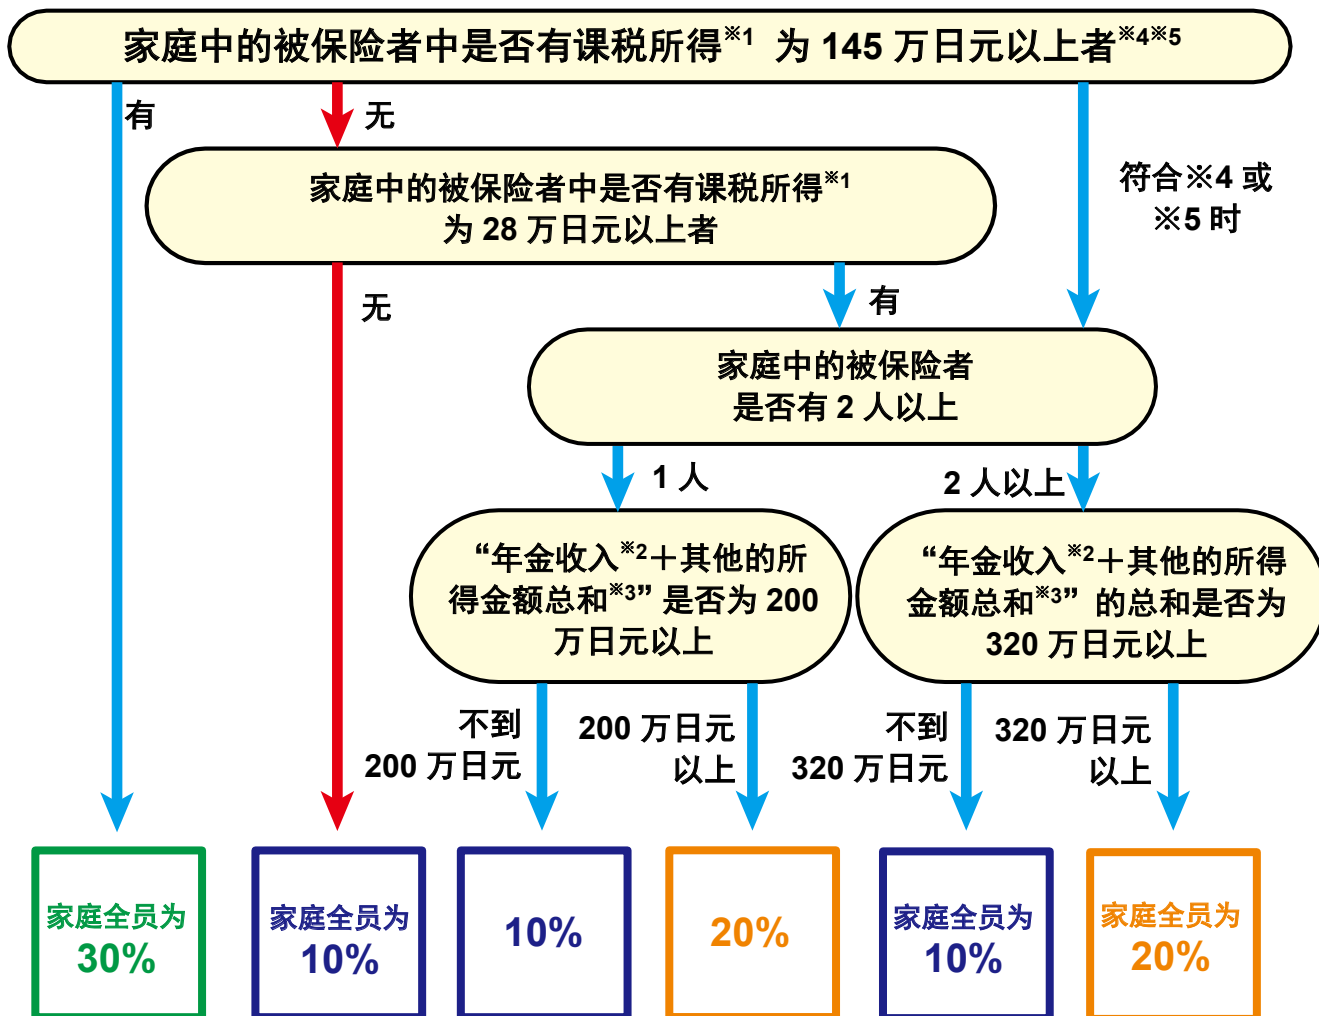 家庭中的被保险者中是否有课税所得※1 为 145 万日元以上者※4※5
有
无
家庭中的被保险者中是否有课税所得※1
为 28 万日元以上者
符合※4 或
※5 时
无
有
家庭中的被保险者
是否有 2 人以上
1 人
2 人以上
“年金收入※2＋其他的所
得金额总和※3” 是否为 200
万日元以上
“年金收入※2＋其他的所得
金额总和※3” 的总和是否为
320 万日元以上
不到
200 万日元
200 万日元
以上
不到
320 万日元
320 万日元
以上
家庭全员为
30%
家庭全员为
10%
10%
20%
家庭全员为
10%
家庭全员为
20%